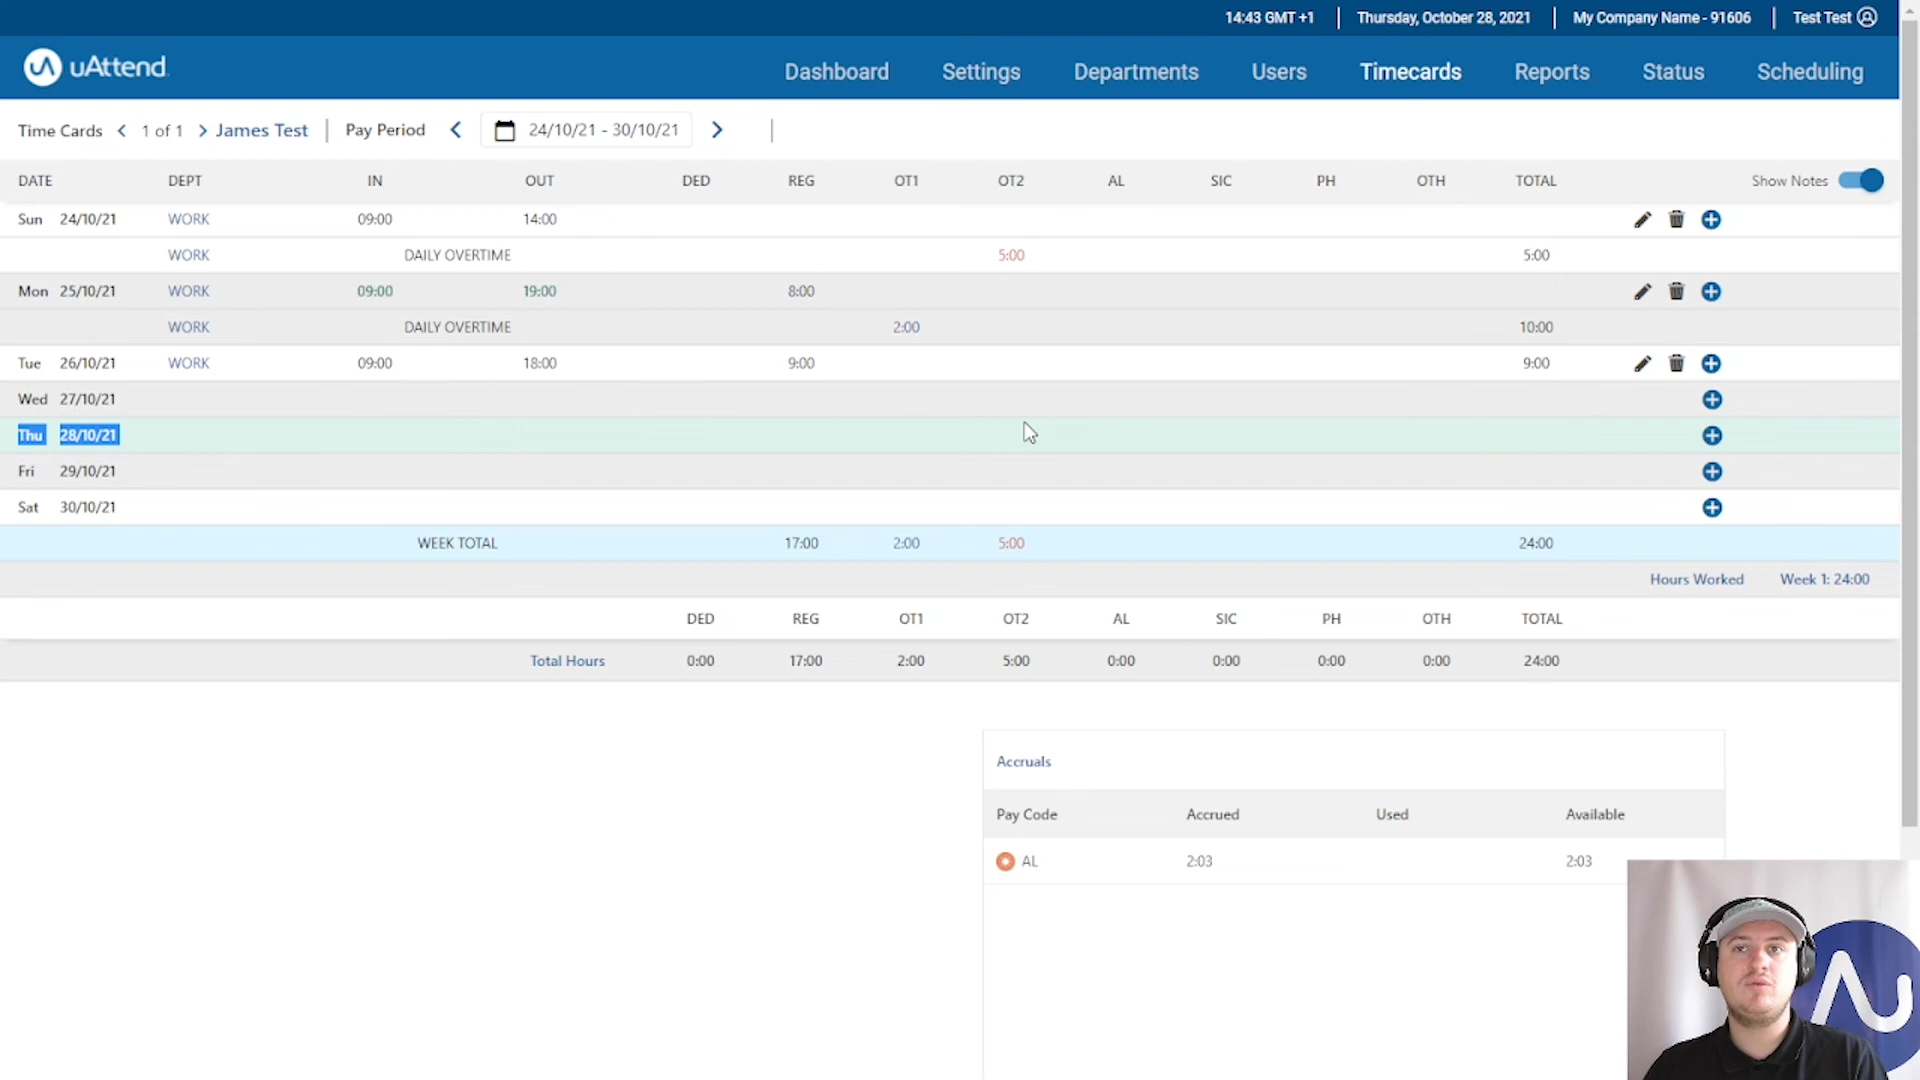 14:43 GMT +1 Thursday, October 28, 2021 My Company Name - 91606 Test Test
uAttend Dashboard Settings Departments Users Timecards Reports Status Scheduling
Time Cards 1 of 1 James Test Pay Period 24/10/21 - 30/10/21
DATE DEPT IN OUT DED REG OT1 OT2 AL SIC PH OTH TOTAL Show Notes
Sun 24/10/21 WORK 09:00 14:00
WORK DAILY OVERTIME 5:00 5:00
Mon 25/10/21 WORK 09:00 19:00 8:00
WORK DAILY OVERTIME 2:00 10:00
Tue 26/10/21 WORK 09:00 18:00 9:00 9:00
Wed 27/10/21
Thu 28/10/21
Fri 29/10/21
Sat 30/10/21
WEEK TOTAL 17:00 2:00 5:00 24:00
Hours Worked Week 1: 24:00
DED REG OT1 OT2 AL SIC PH OTH TOTAL
Total Hours 0:00 17:00 2:00 5:00 0:00 0:00 0:00 0:00 24:00
Accruals
Pay Code Accrued Used Available
AL 2:03 2:03